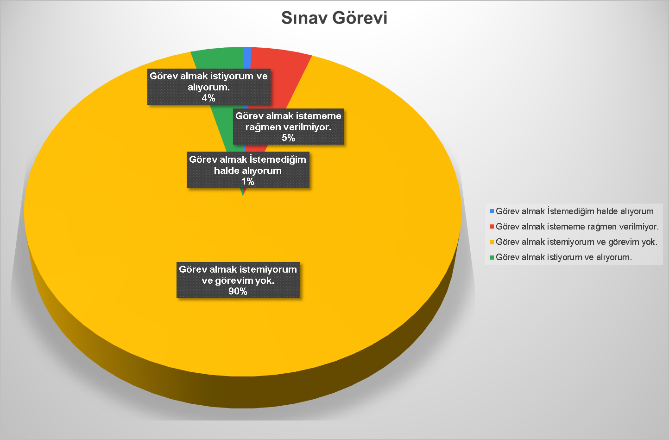 Sınav Görevi
Görev almak istiyorum ve
alıyorum.
4%
Görev almak istememe
rağmen verilmiyor.
5%
Görev almak İstemediğim
halde alıyorum
1%
Görev almak istemiyorum
ve görevim yok.
90%
Görev almak İstemediğim halde alıyorum
Görev almak istememe rağmen verilmiyor.
Görev almak istemiyorum ve görevim yok.
Görev almak istiyorum ve alıyorum.